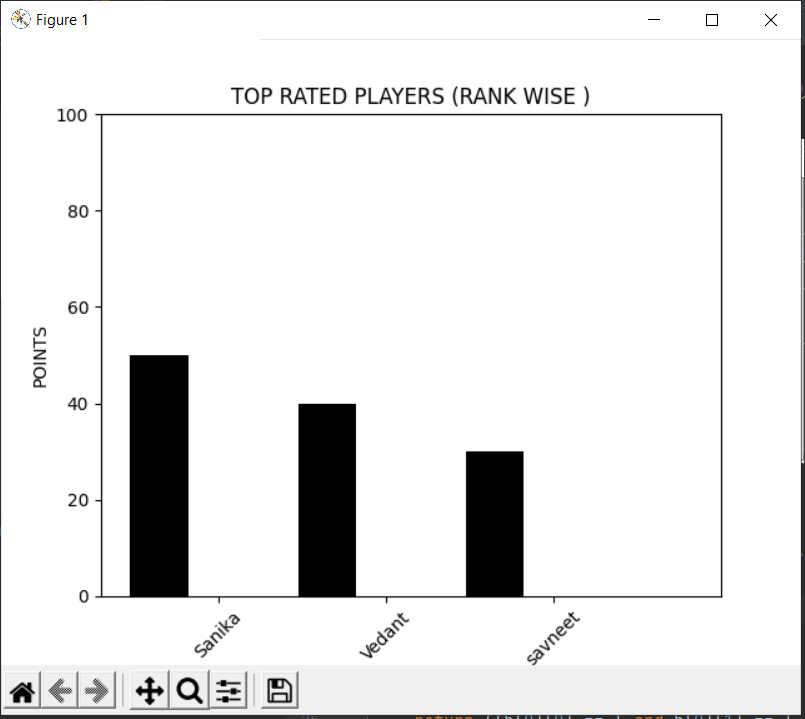 Figure 1
TOP RATED PLAYERS (RANK WISE )
100
80
60
40
20
0
POINTS
Sanika
Vedant
savneet